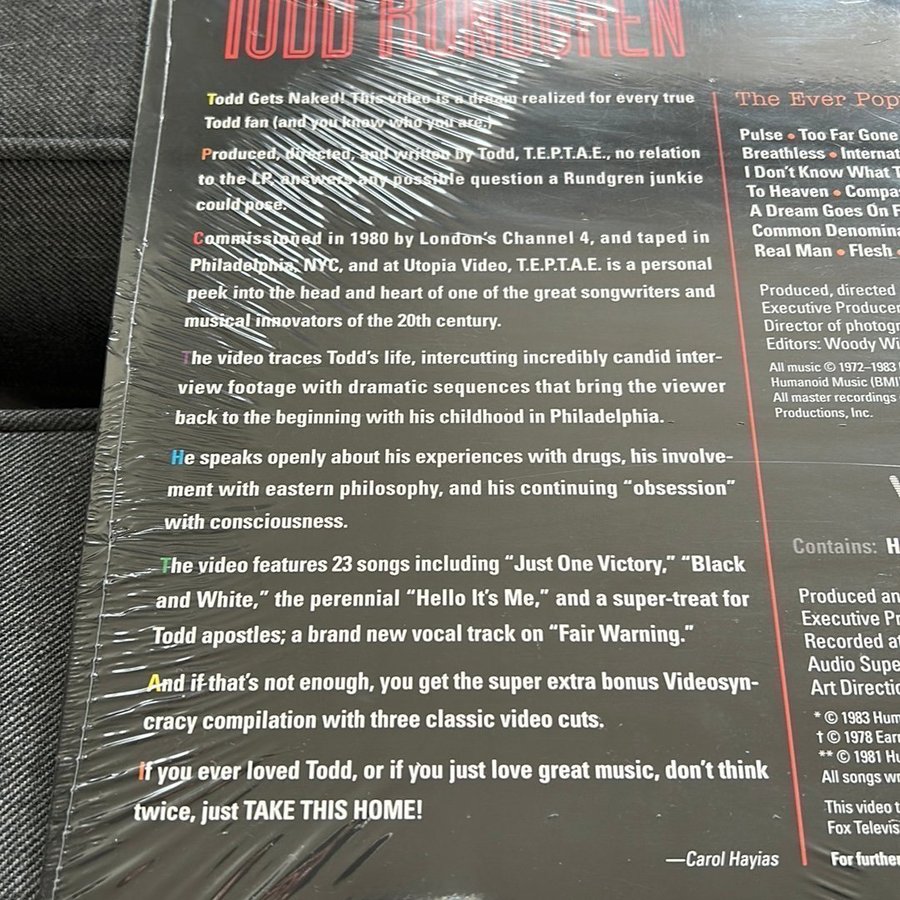 TODD RUNDGREN
Todd Gets Naked! This video is a dream realized for every true
Todd fan (and you know who you are.)
Produced, directed, and written by Todd, T.E.P.T.A.E., no relation
to the LP, answers any possible question a Rundgren junkie
could pose.
Commissioned in 1980 by London's Channel 4, and taped in
Philadelphia, NYC, and at Utopia Video, T.E.P.T.A.E. is a personal
peek into the head and heart of one of the great songwriters and
musical innovators of the 20th century.
The video traces Todd's life, intercutting incredibly candid inter-
view footage with dramatic sequences that bring the viewer
back to the beginning with his childhood in Philadelphia.
He speaks openly about his experiences with drugs, his involve-
ment with eastern philosophy, and his continuing "obsession"
with consciousness.
The video features 23 songs including "Just One Victory," "Black
and White," the perennial "Hello It's Me," and a super-treat for
Todd apostles; a brand new vocal track on "Fair Warning."
And if that's not enough, you get the super extra bonus Videosyn-
cracy compilation with three classic video cuts.
If you ever loved Todd, or if you just love great music, don't think
twice, just TAKE THIS HOME!
—Carol Hayias
The Ever Pop
Pulse • Too Far Gone
Breathless • Internat
I Don't Know What T
To Heaven • Compas
A Dream Goes On F
Common Denomina
Real Man • Flesh •
Produced, directed
Executive Producer
Director of photogr
Editors: Woody Wi
All music © 1972–1983
Humanoid Music (BMI
All master recordings
Productions, Inc.
Contains: H
Produced an
Executive Pr
Recorded at
Audio Supe
Art Directio
* © 1983 Hum
† © 1978 Earr
** © 1981 Hu
All songs wr
This video t
Fox Televis
For further